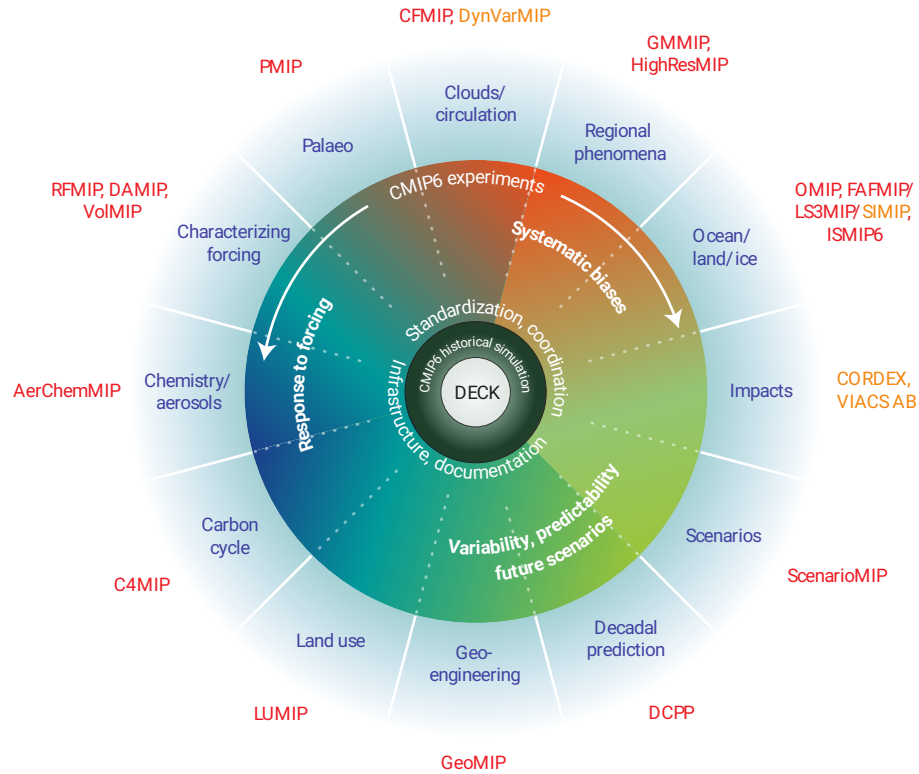 CFMIP, DynVarMIP
GMMIP,
HighResMIP
PMIP
Clouds/
circulation
Regional
phenomena
Palaeo
RFMIP, DAMIP,
VolMIP
OMIP, FAFMIP/
LS3MIP/SIMIP,
ISMIP6
CMIP6 experiments
Characterizing
forcing
Systematic biases
Ocean/
land/ice
Response to forcing
Standardization, coordination
Infrastructure, documentation
CMIP6 historical simulation
DECK
AerChemMIP
Chemistry/
aerosols
Impacts
CORDEX,
VIACS AB
Variability, predictability
future scenarios
Carbon
cycle
Scenarios
C4MIP
ScenarioMIP
Land use
Geo-
engineering
Decadal
prediction
LUMIP
DCPP
GeoMIP